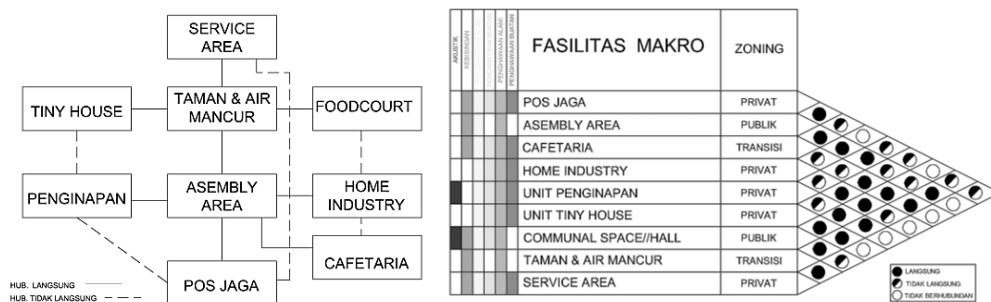 SERVICE
AREA
TINY HOUSE
TAMAN & AIR
MANCUR
FOODCOURT
PENGINAPAN
ASEMBLY
AREA
HOME
INDUSTRY
CAFETARIA
POS JAGA
HUB. LANGSUNG
HUB. TIDAK LANGSUNG
AKUSTIK
KEBISINGAN
PENGHAWAAN ALAMI
PENGHAWAAN BUATAN
FASILITAS MAKRO
ZONING
POS JAGA
PRIVAT
ASEMBLY AREA
PUBLIK
CAFETARIA
TRANSISI
HOME INDUSTRY
PRIVAT
UNIT PENGINAPAN
PRIVAT
UNIT TINY HOUSE
PRIVAT
COMMUNAL SPACE//HALL
PUBLIK
TAMAN & AIR MANCUR
TRANSISI
SERVICE AREA
PRIVAT
LANGSUNG
TIDAK LANGSUNG
TIDAK BERHUBUNGAN